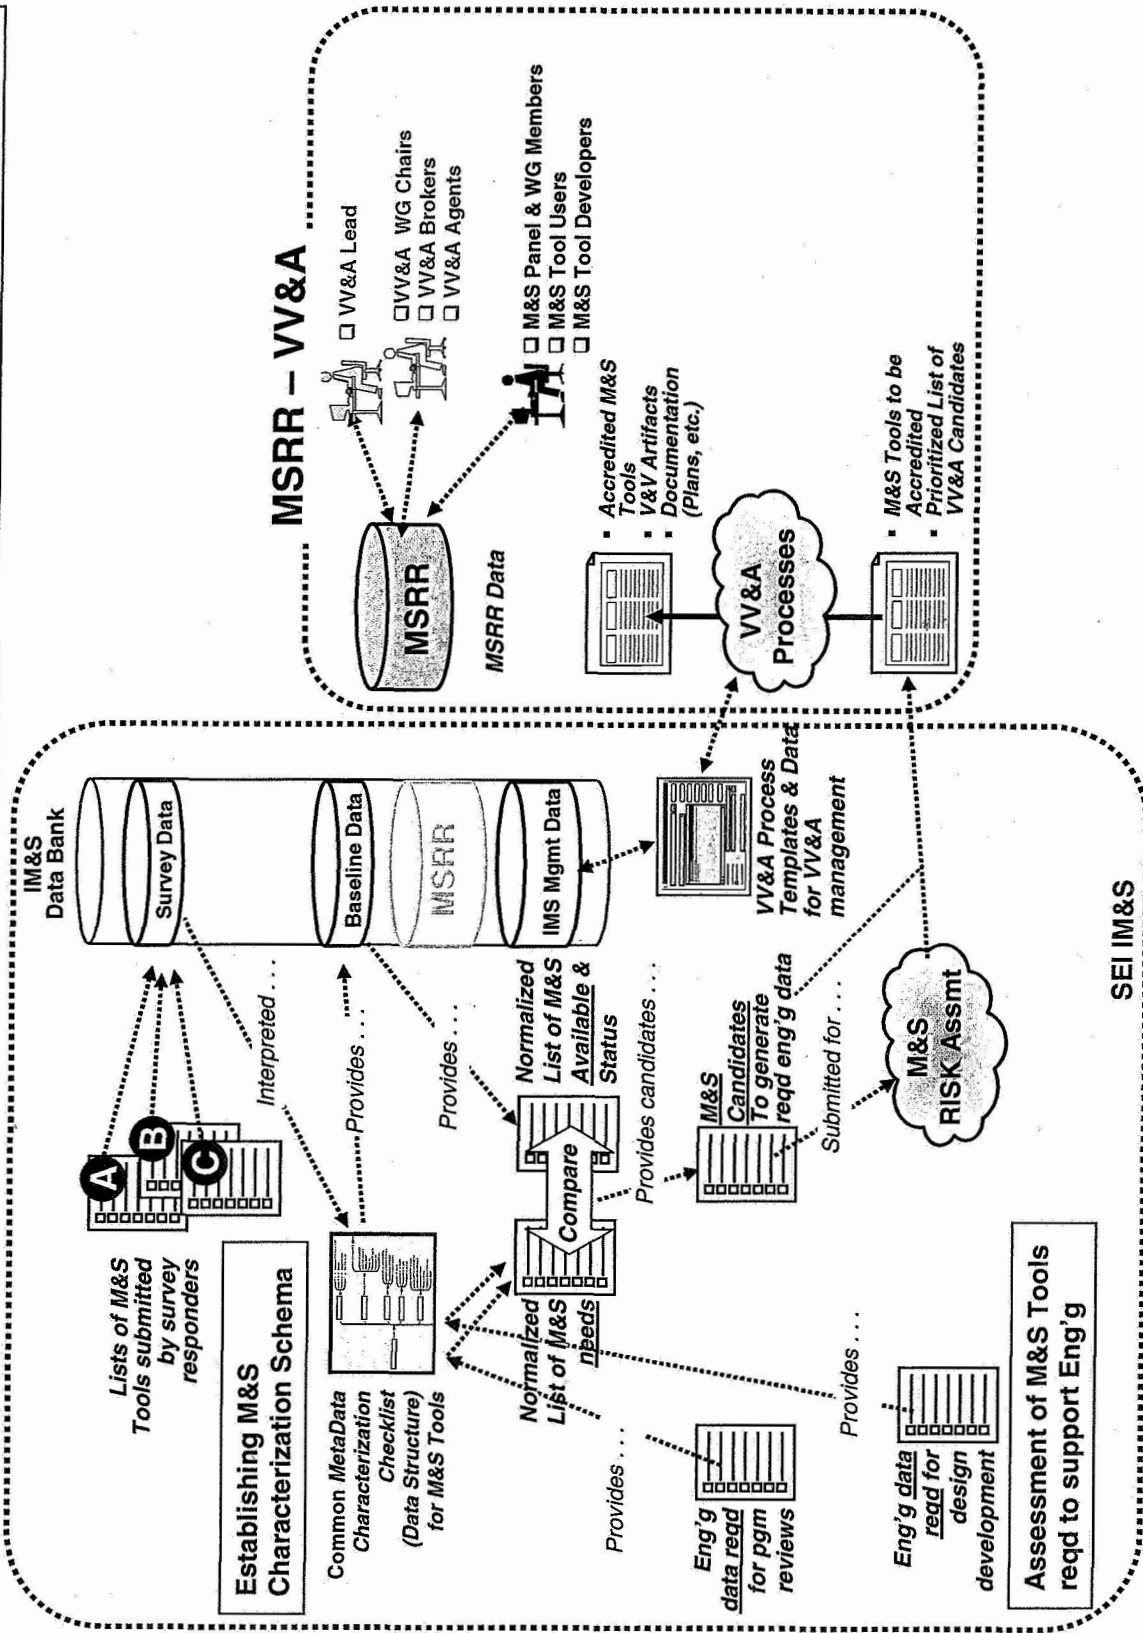 IM&S
Data Bank
Survey Data
Baseline Data
MSRR
IMS Mgmt Data
A
B
C
Lists of M&S
Tools submitted
by survey
responders
Establishing M&S
Characterization Schema
Interpreted . . .
Provides . . .
Provides . . . .
Common MetaData
Characterization
Checklist
(Data Structure)
for M&S Tools
Normalized
List of M&S
needs
Compare
Normalized
List of M&S
Available &
Status
Provides candidates . . .
M&S
Candidates
To generate
reqd eng'g data
Submitted for . . .
M&S
RISK Assmt
VV&A Process
Templates & Data
for VV&A
management
Provides . . .
Eng'g
data reqd
for pgm
reviews
Provides . . . .
Eng'g data
reqd for
design
development
Assessment of M&S Tools
reqd to support Eng'g
SEI IM&S
MSRR – VV&A
MSRR
MSRR Data
❑ VV&A Lead
❑VV&A WG Chairs
❑ VV&A Brokers
❑ VV&A Agents
❑ M&S Panel & WG Members
❑ M&S Tool Users
❑ M&S Tool Developers
▪ Accredited M&S
Tools
▪ V&V Artifacts
▪ Documentation
(Plans, etc.)
VV&A
Processes
▪ M&S Tools to be
Accredited
▪ Prioritized List of
VV&A Candidates